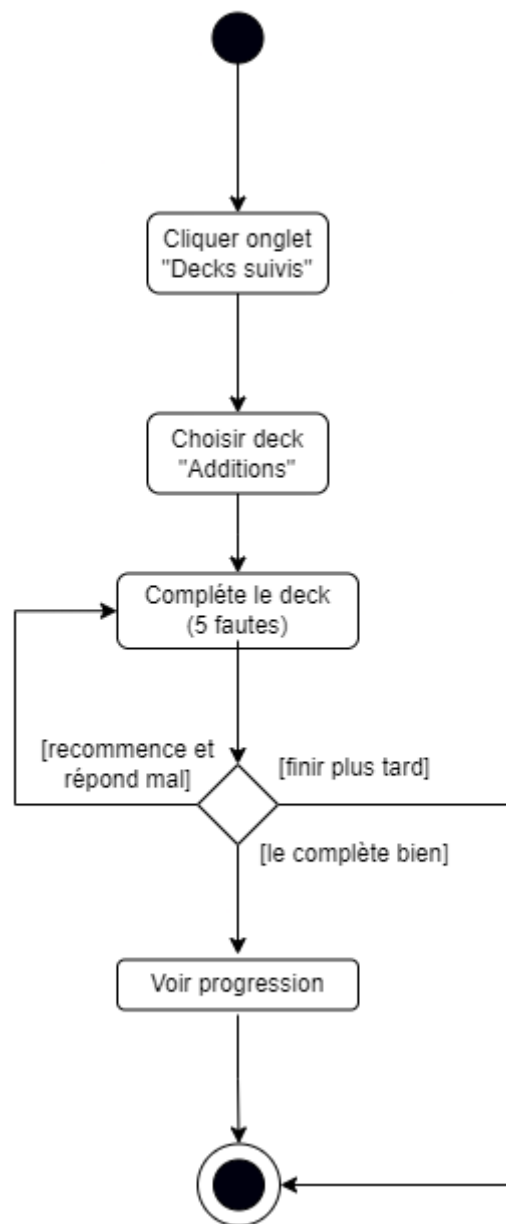 Cliquer onglet
"Decks suivis"
Choisir deck
"Additions"
Compléte le deck
(5 fautes)
[recommence et
répond mal]
[finir plus tard]
[le complète bien]
Voir progression